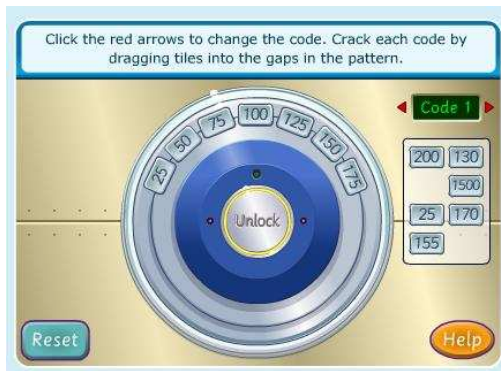 Click the red arrows to change the code. Crack each code by
dragging tiles into the gaps in the pattern.
Code 1
25 50 75 100 125 150 175
200 130
1500
25 170
155
Unlock
Reset
Help